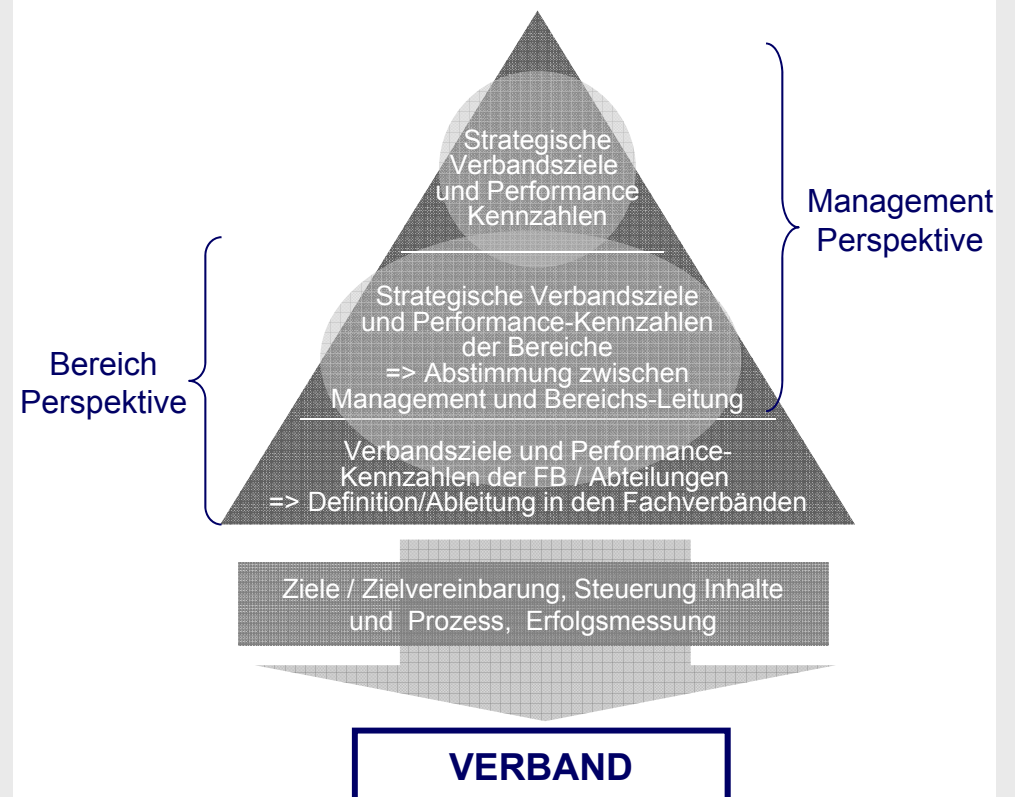 Strategische
Verbandsziele
und Performance
Kennzahlen
Management
Perspektive
Strategische Verbandsziele
und Performance-Kennzahlen
der Bereiche
=> Abstimmung zwischen
Management und Bereichs-Leitung
Bereich
Perspektive
Verbandsziele und Performance-
Kennzahlen der FB / Abteilungen
=> Definition/Ableitung in den Fachverbänden
Ziele / Zielvereinbarung, Steuerung Inhalte
und Prozess, Erfolgsmessung
VERBAND